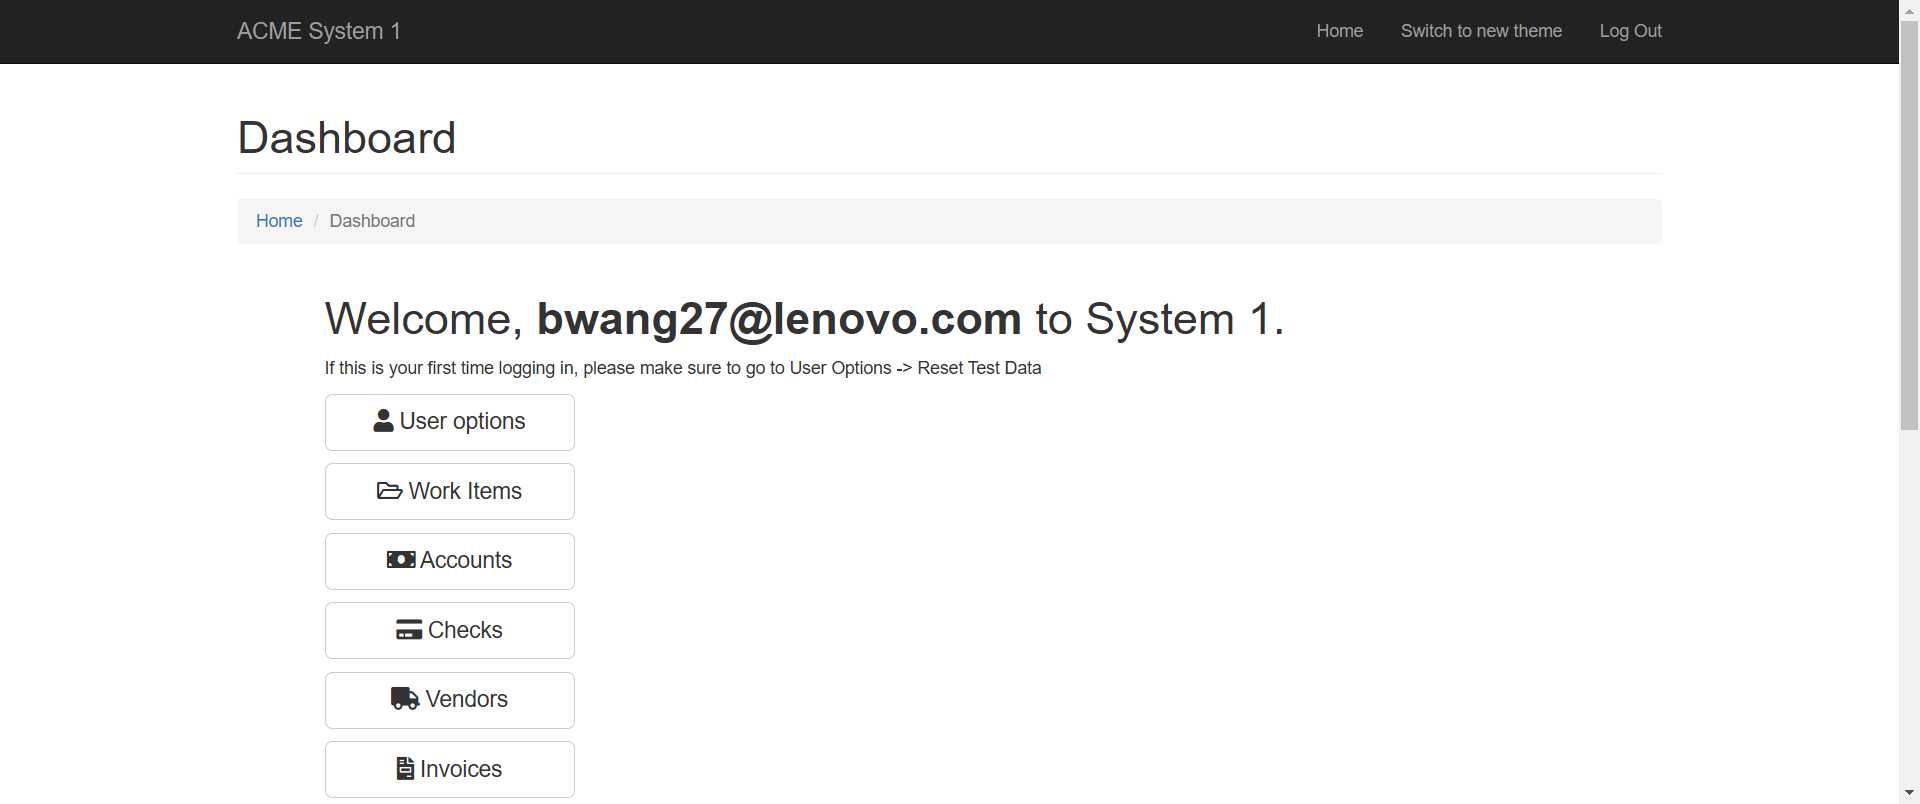 ACME System 1
Home Switch to new theme Log Out
Dashboard
Home / Dashboard
Welcome, bwang27@lenovo.com to System 1.
If this is your first time logging in, please make sure to go to User Options -> Reset Test Data
User options
Work Items
Accounts
Checks
Vendors
Invoices